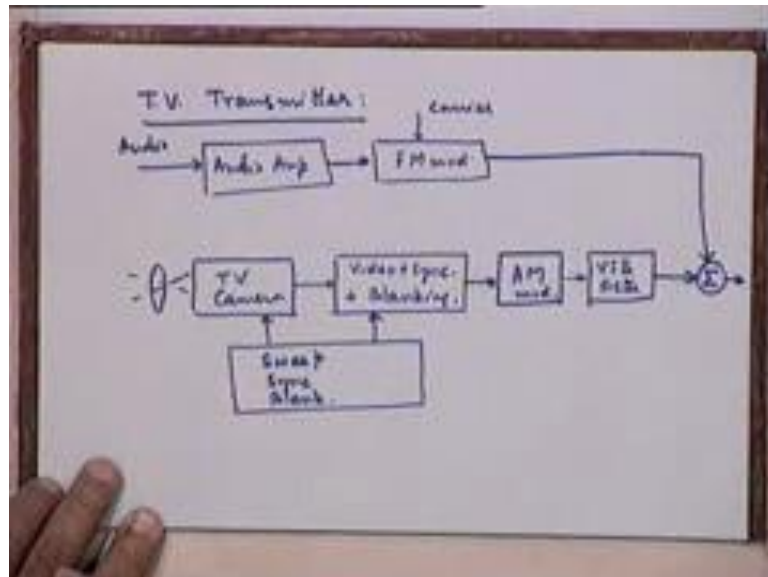 T.V. Transmitter:
carrier
Audio
Audio Amp
FM mod
TV
Camera
Video + Sync.
+ Blanking.
AM
mod
VSB
Filter
Σ
Sweep
Sync
Blank.